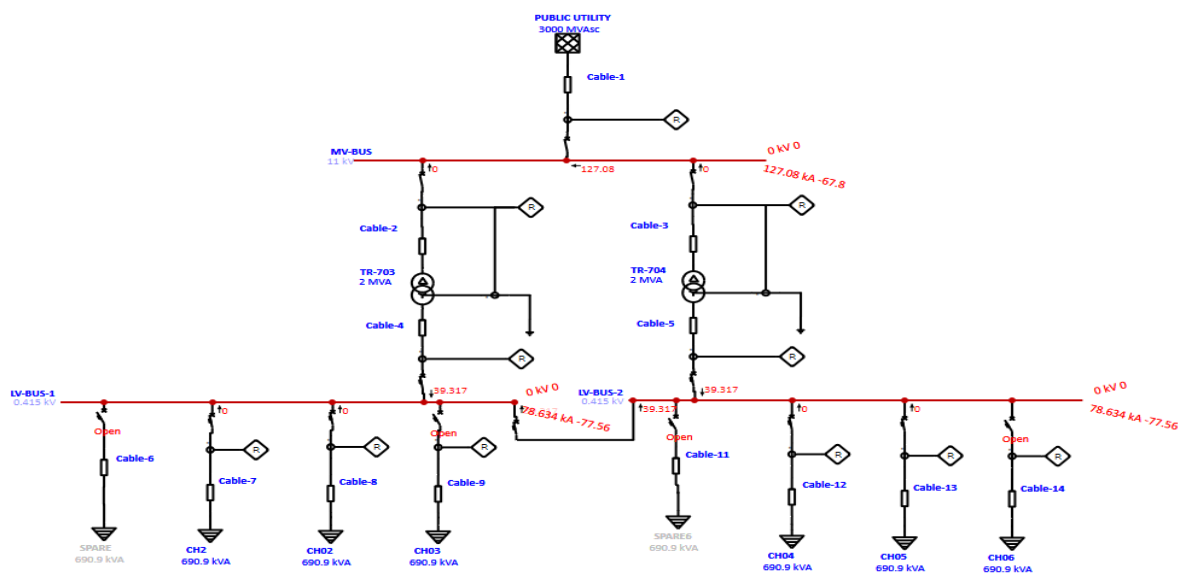 PUBLIC UTILITY
3000 MVAsc
Cable-1
R
MV-BUS
11 kV
0
127.08
0
0 kV 0
127.08 kA -67.8
R
R
Cable-2
Cable-3
TR-703
2 MVA
TR-704
2 MVA
Cable-4
Cable-5
R
R
LV-BUS-1
0.415 kV
39.317
0 kV 0
78.634 kA -77.56
LV-BUS-2
0.415 kV
39.317
39.317
0 kV 0
78.634 kA -77.56
Open
0
0
Open
Open
0
0
Open
R
R
R
R
R
R
Cable-6
Cable-7
Cable-8
Cable-9
Cable-11
Cable-12
Cable-13
Cable-14
SPARE
690.9 kVA
CH2
690.9 kVA
CH02
690.9 kVA
CH03
690.9 kVA
SPARE6
690.9 kVA
CH04
690.9 kVA
CH05
690.9 kVA
CH06
690.9 kVA